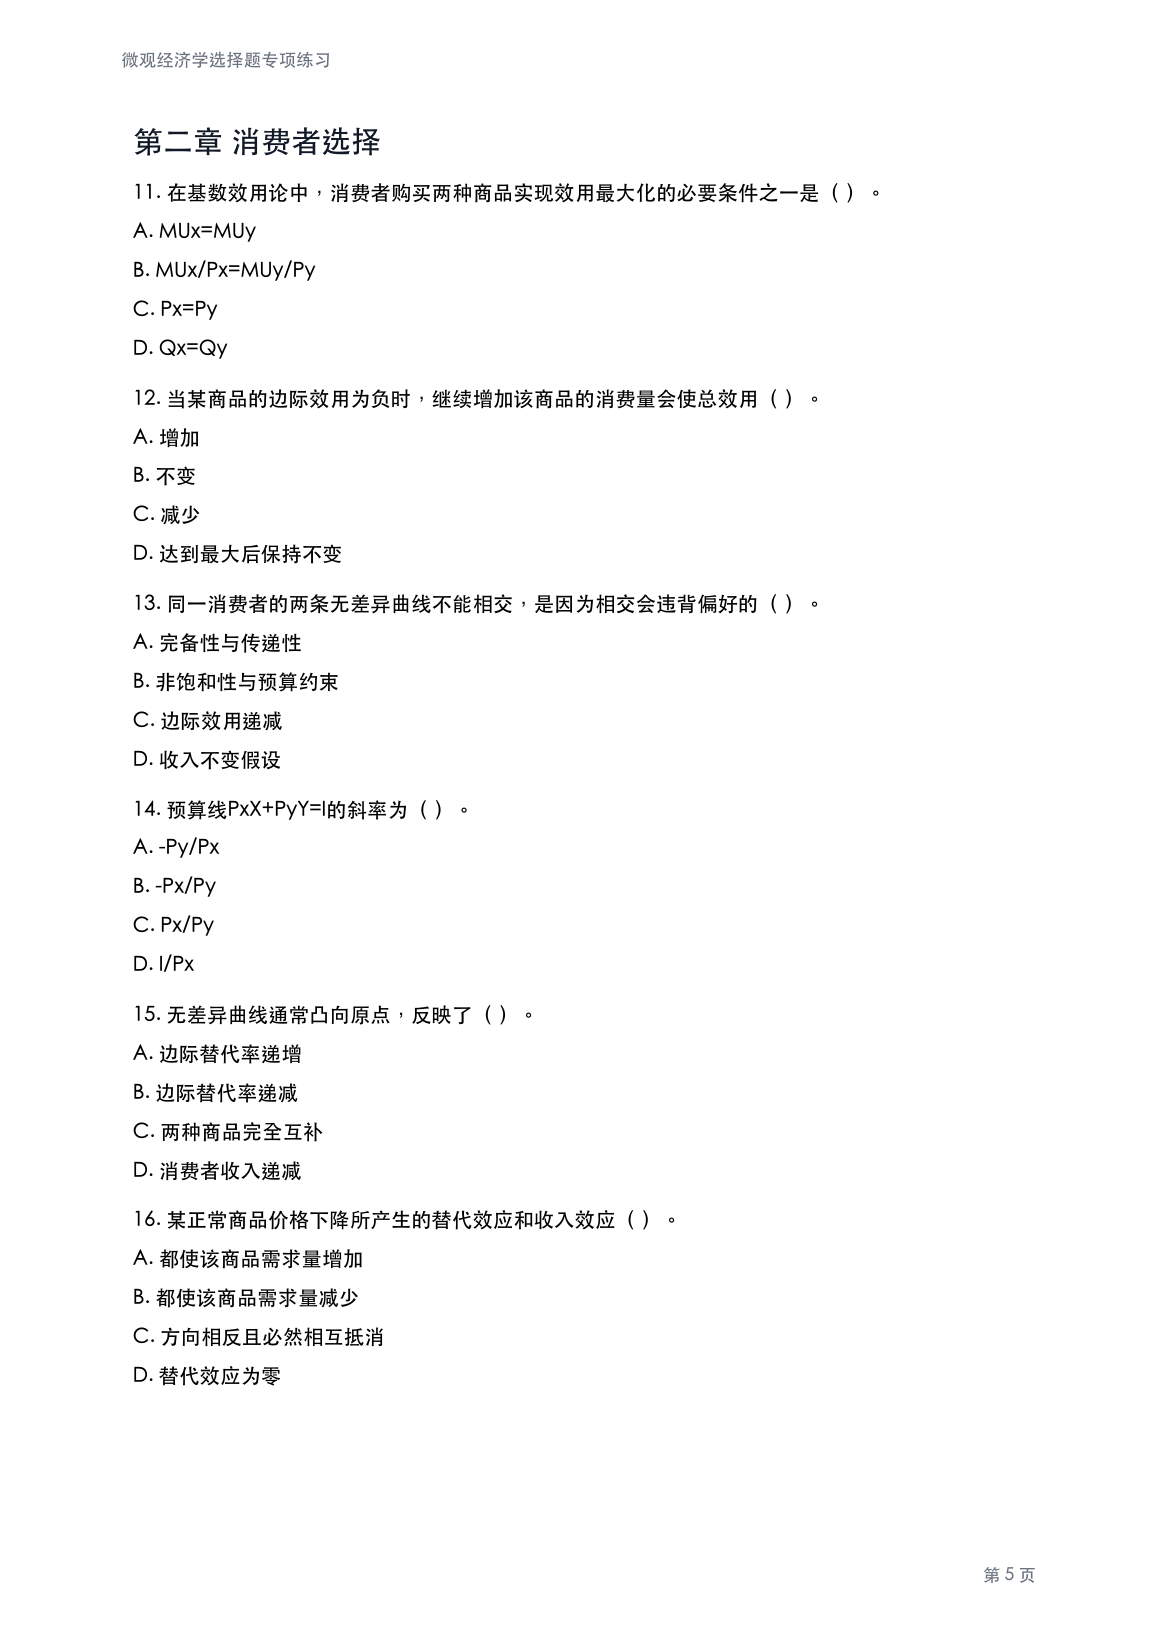 微观经济学选择题专项练习
第二章 消费者选择
11. 在基数效用论中，消费者购买两种商品实现效用最大化的必要条件之一是（ ）。
A. MUx=MUy
B. MUx/Px=MUy/Py
C. Px=Py
D. Qx=Qy
12. 当某商品的边际效用为负时，继续增加该商品的消费量会使总效用（ ）。
A. 增加
B. 不变
C. 减少
D. 达到最大后保持不变
13. 同一消费者的两条无差异曲线不能相交，是因为相交会违背偏好的（ ）。
A. 完备性与传递性
B. 非饱和性与预算约束
C. 边际效用递减
D. 收入不变假设
14. 预算线PxX+PyY=I的斜率为（ ）。
A. -Py/Px
B. -Px/Py
C. Px/Py
D. I/Px
15. 无差异曲线通常凸向原点，反映了（ ）。
A. 边际替代率递增
B. 边际替代率递减
C. 两种商品完全互补
D. 消费者收入递减
16. 某正常商品价格下降所产生的替代效应和收入效应（ ）。
A. 都使该商品需求量增加
B. 都使该商品需求量减少
C. 方向相反且必然相互抵消
D. 替代效应为零
第 5 页